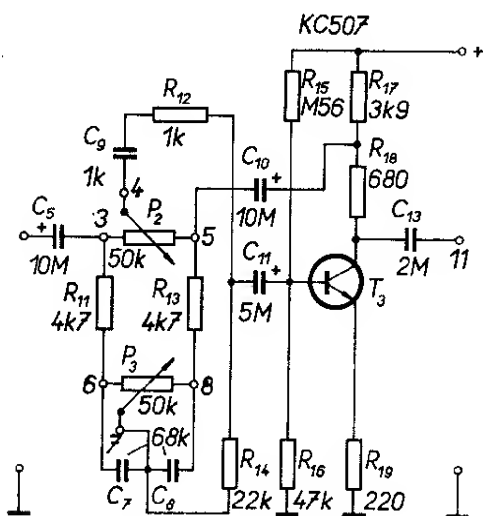 KC507
+
R15
M56
R17
3k9
R12
1k
C9
1k
4
R18
680
C10
+
10M
C5
+
10M
3
P2
50k
5
C11
+
5M
C13
2M
11
T3
R11
4k7
R13
4k7
6
P3
50k
8
7
68k
C7
C8
R14
22k
R16
47k
R19
220